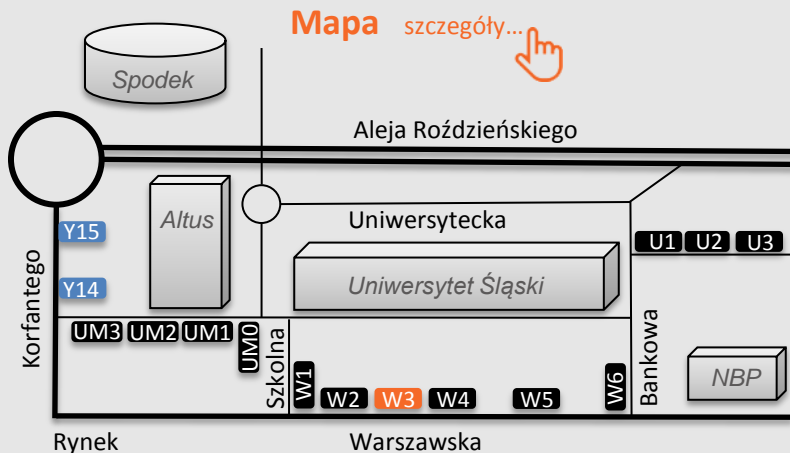 Mapa szczegóły...
Spodek
Aleja Roździeńskiego
Altus
Uniwersytecka
Y15
U1 U2 U3
Y14
Uniwersytet Śląski
Korfantego
UM3 UM2 UM1 UM0
Szkolna
W1 W2 W3 W4 W5 W6
Bankowa
NBP
Rynek
Warszawska